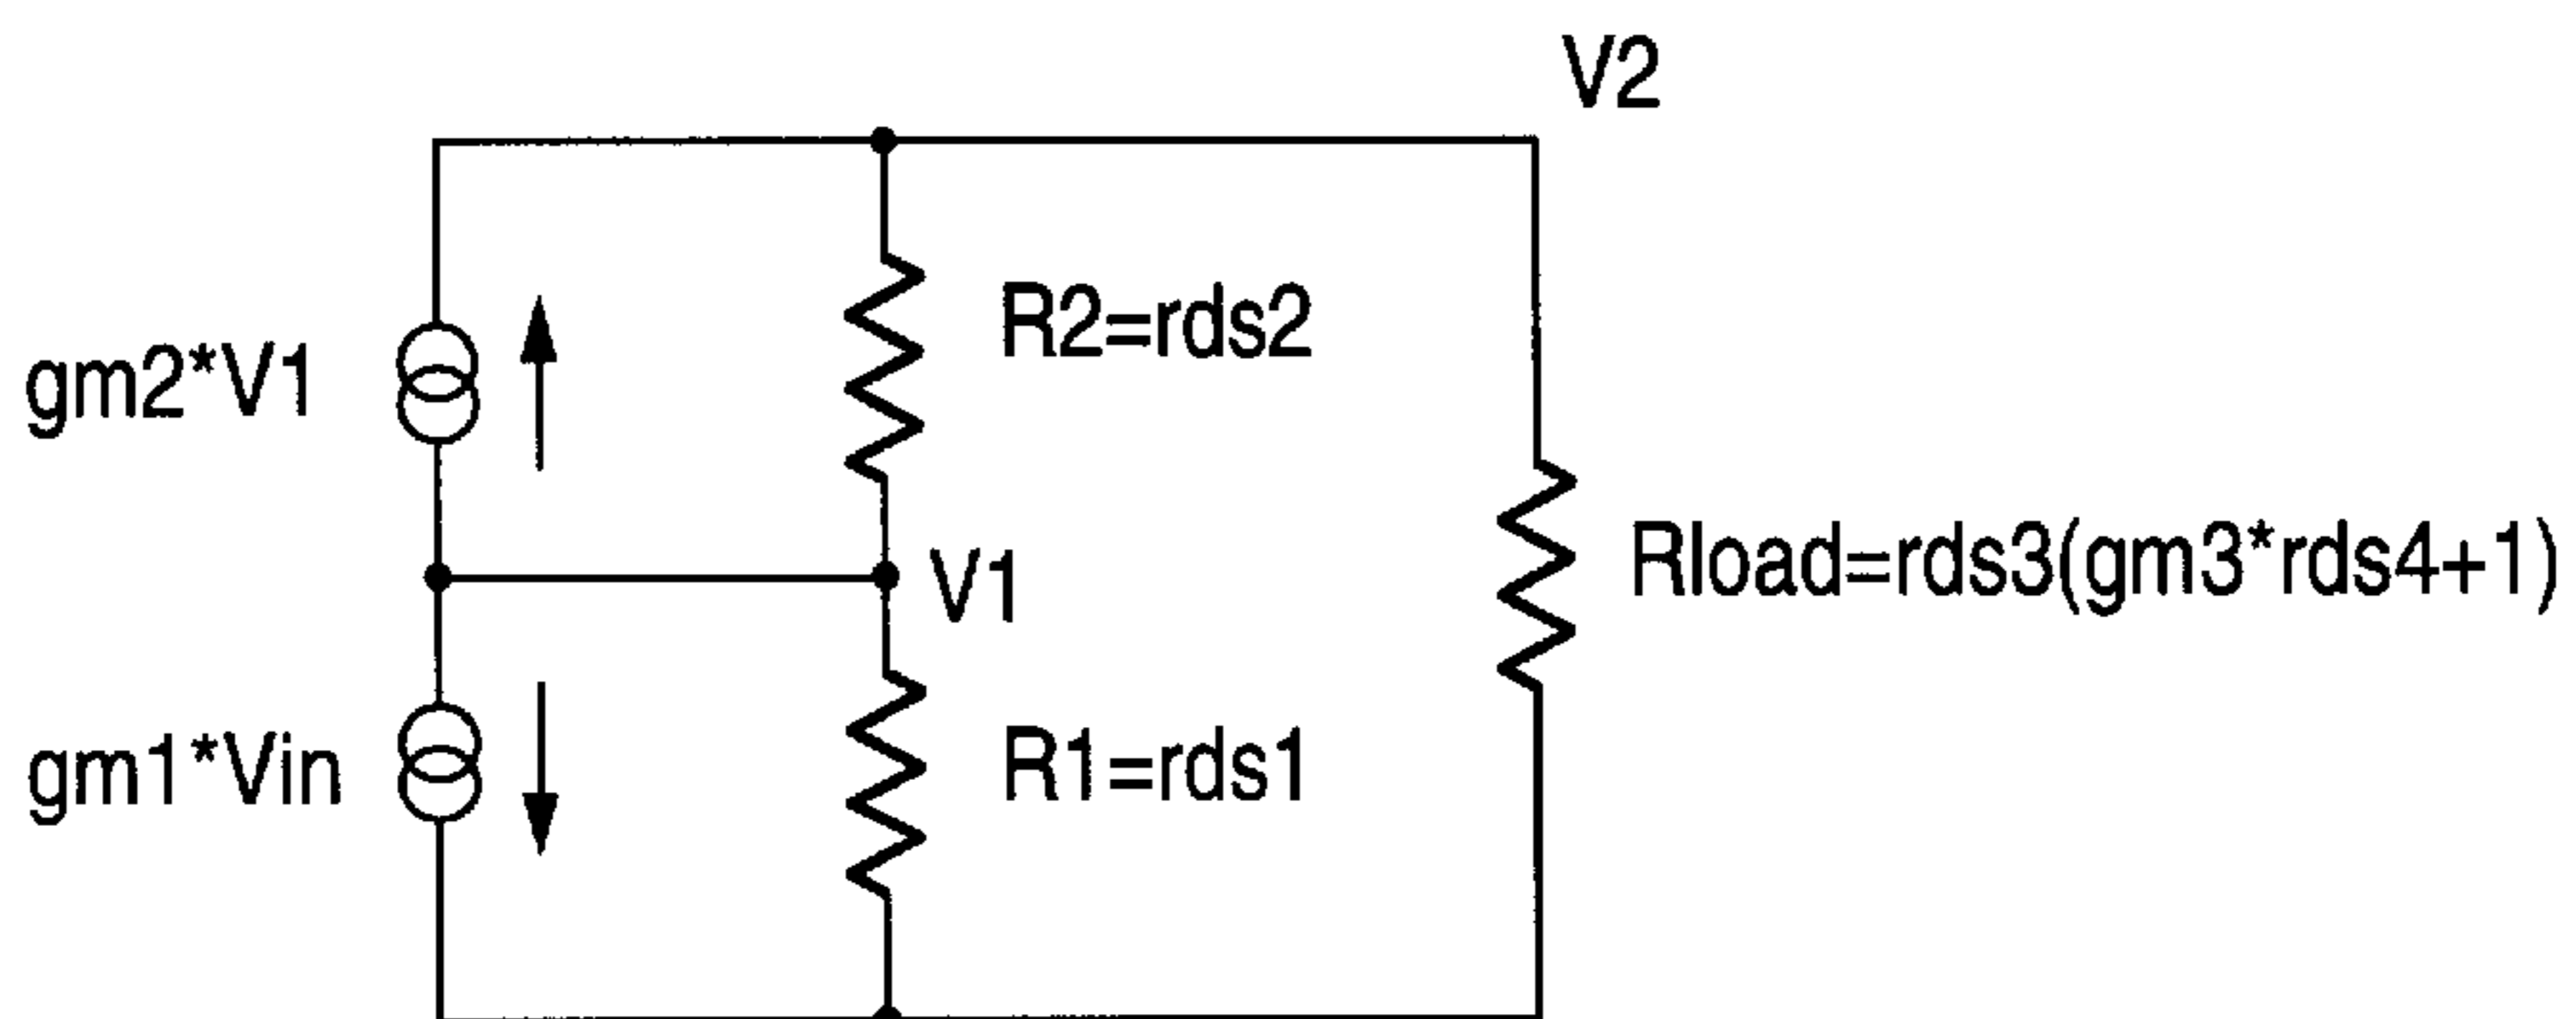 V2
R2=rds2
gm2*V1
V1
Rload=rds3(gm3*rds4+1)
gm1*Vin
R1=rds1